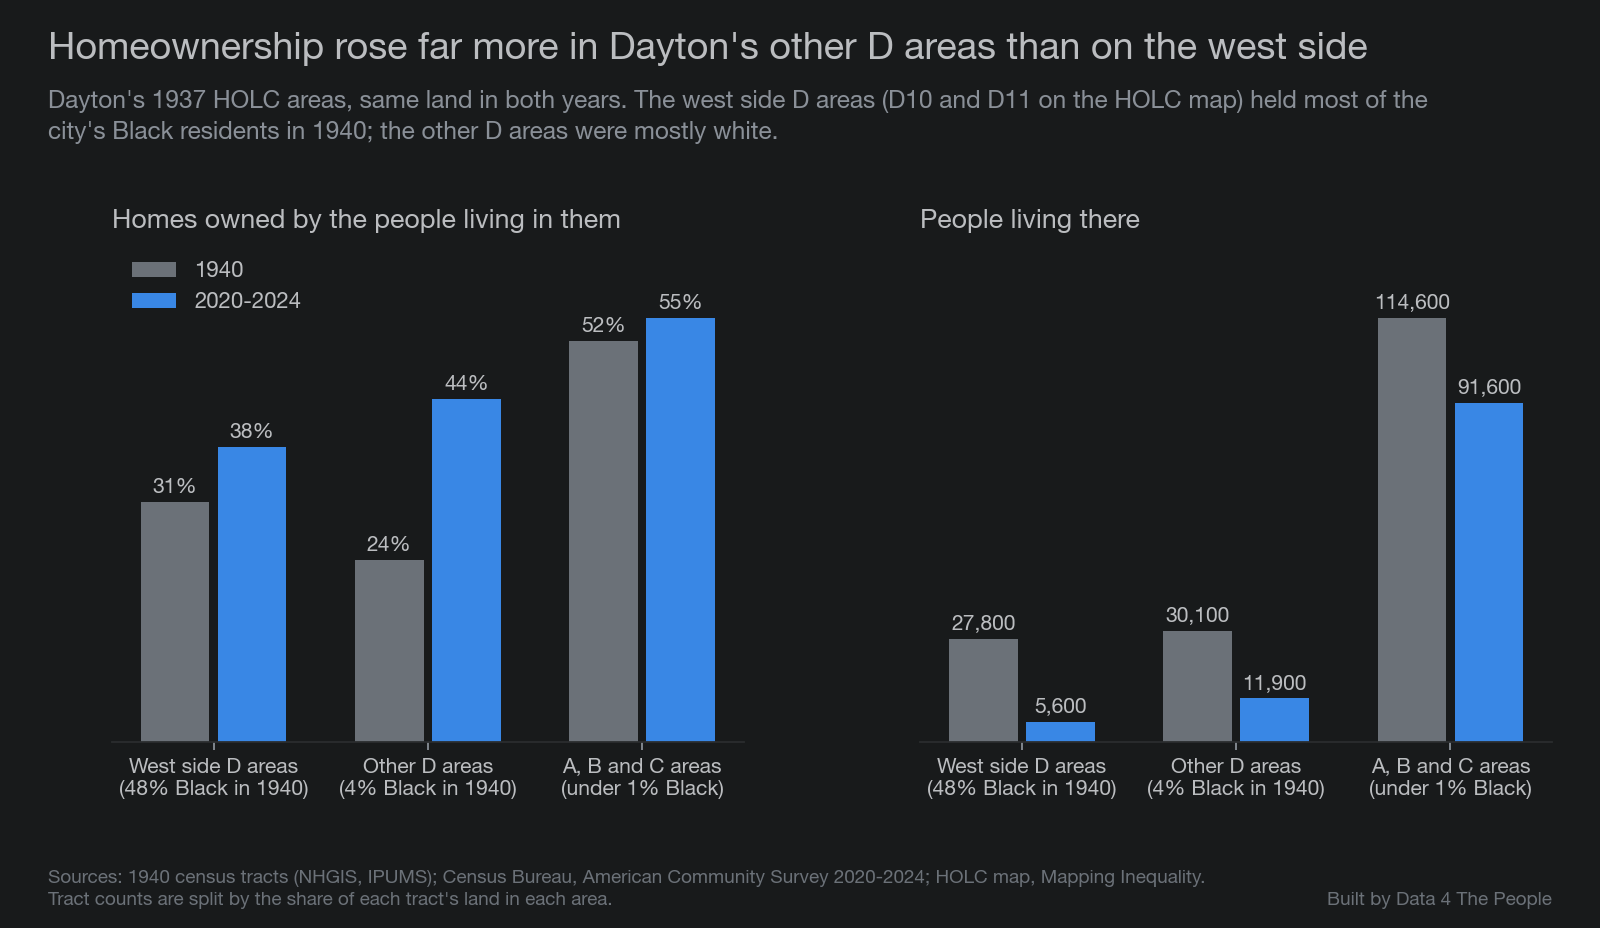 Homeownership rose far more in Dayton's other D areas than on the west side
Dayton's 1937 HOLC areas, same land in both years. The west side D areas (D10 and D11 on the HOLC map) held most of the
city's Black residents in 1940; the other D areas were mostly white.
Homes owned by the people living in them
1940
2020-2024
31%
38%
24%
44%
52%
55%
West side D areas
(48% Black in 1940)
Other D areas
(4% Black in 1940)
A, B and C areas
(under 1% Black)
People living there
27,800
5,600
30,100
11,900
114,600
91,600
West side D areas
(48% Black in 1940)
Other D areas
(4% Black in 1940)
A, B and C areas
(under 1% Black)
Sources: 1940 census tracts (NHGIS, IPUMS); Census Bureau, American Community Survey 2020-2024; HOLC map, Mapping Inequality.
Tract counts are split by the share of each tract's land in each area.
Built by Data 4 The People